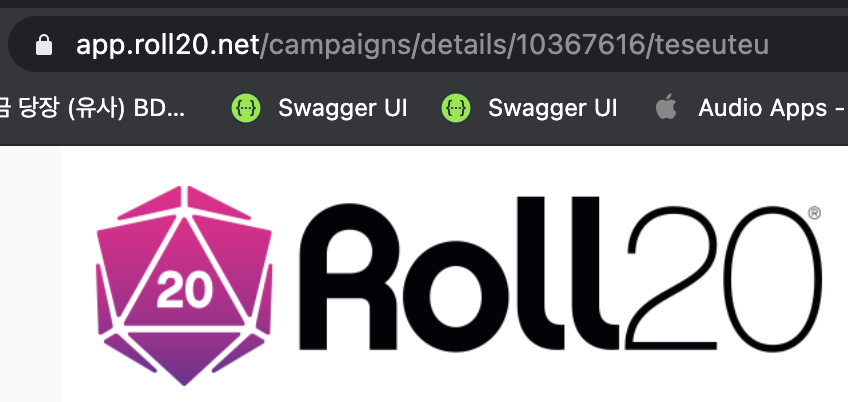 app.roll20.net/campaigns/details/10367616/teseuteu
금 당장 (유사) BD... Swagger UI Swagger UI Audio Apps -
20 Roll20®